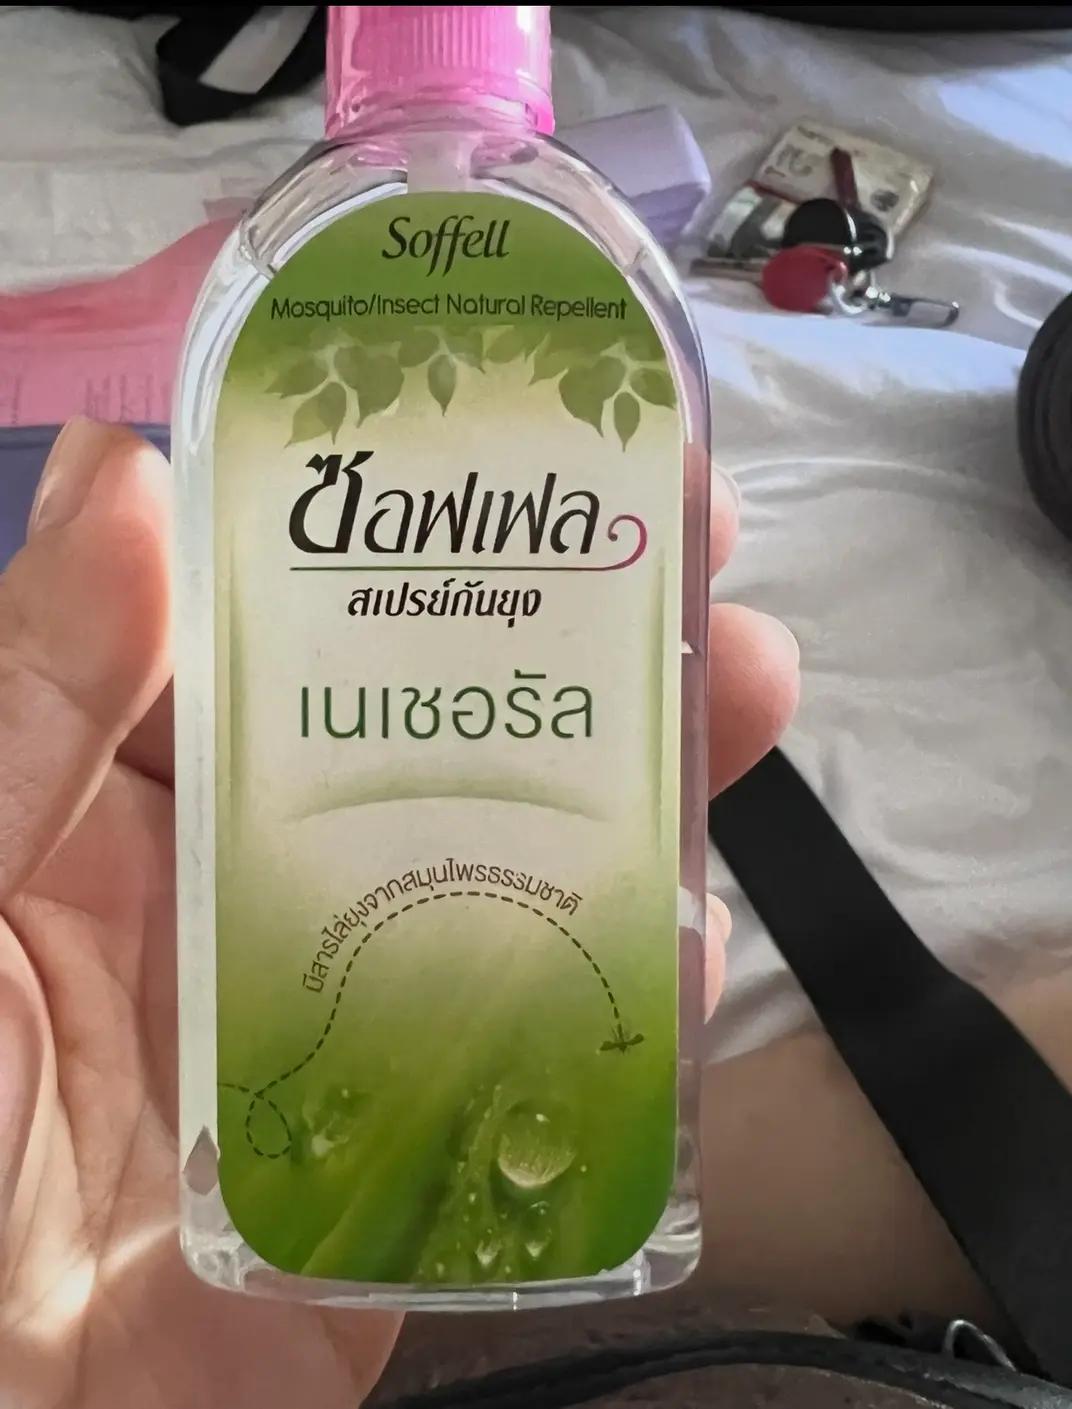 Soffell
Mosquito/Insect Natural Repellent
ซอฟเฟล
สเปรย์กันยุง
เนเชอรัล
มีสารไล่ยุงจากสมุนไพรธรรมชาติ